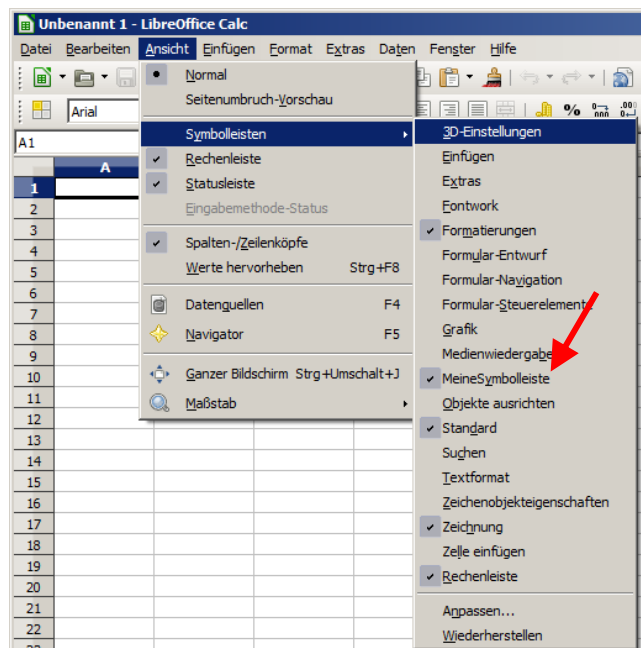 Unbenannt 1 - LibreOffice Calc
Datei Bearbeiten Ansicht Einfügen Format Extras Daten Fenster Hilfe
Arial
%
A1
A
Normal
Seitenumbruch-Vorschau
Symbolleisten
Rechenleiste
Statusleiste
Eingabemethode-Status
Spalten-/Zeilenköpfe
Werte hervorheben Strg+F8
Datenquellen F4
Navigator F5
Ganzer Bildschirm Strg+Umschalt+J
Maßstab
3D-Einstellungen
Einfügen
Extras
Fontwork
Formatierungen
Formular-Entwurf
Formular-Navigation
Formular-Steuerelemente
Grafik
Medienwiedergabe
MeineSymbolleiste
Objekte ausrichten
Standard
Suchen
Textformat
Zeichenobjekteigenschaften
Zeichnung
Zelle einfügen
Rechenleiste
Anpassen...
Wiederherstellen
1
2
3
4
5
6
7
8
9
10
11
12
13
14
15
16
17
18
19
20
21
22